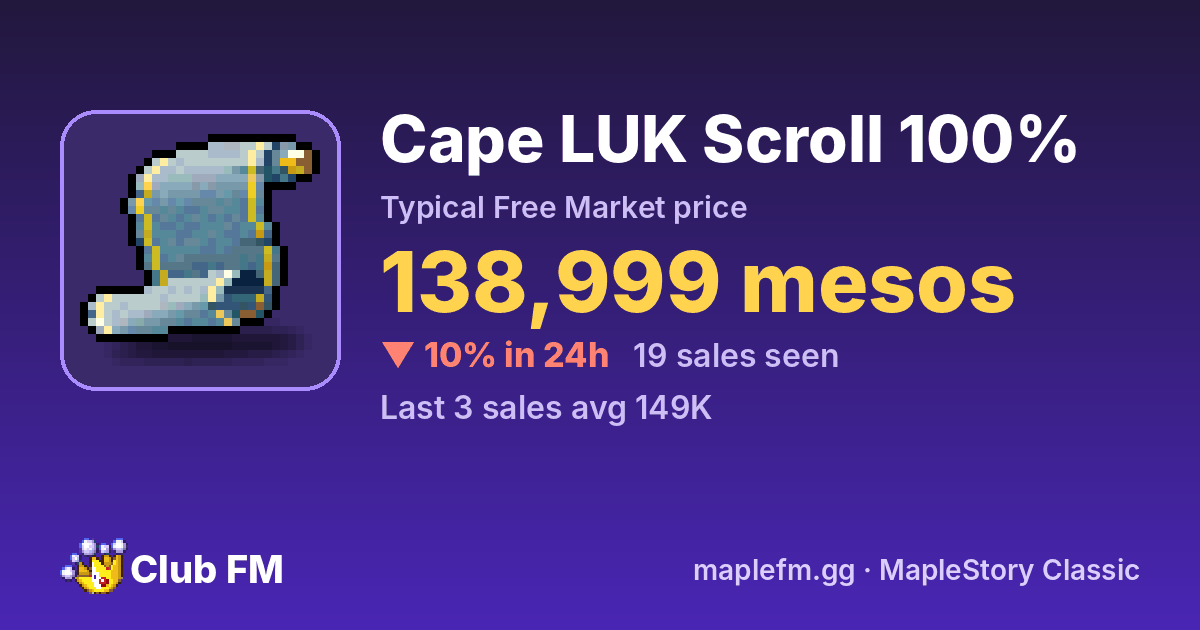 Cape LUK Scroll 100%
Typical Free Market price
138,999 mesos
▼ 10% in 24h 19 sales seen
Last 3 sales avg 149K
Club FM
maplefm.gg · MapleStory Classic